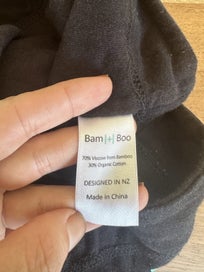 Bam|+|Boo
70% Viscose from Bamboo
30% Organic Cotton
DESIGNED IN NZ
Made in China